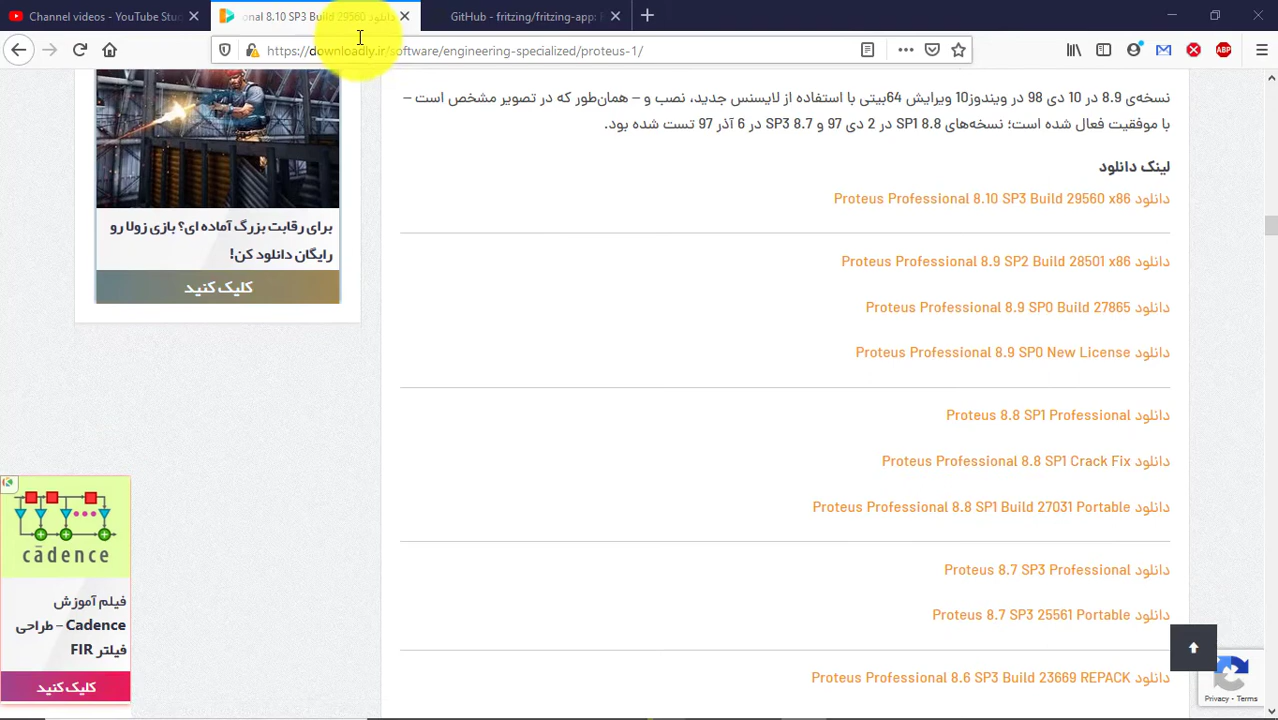 Channel videos - YouTube Stu
دانلود onal 8.10 SP3 Build 29560
GitHub - fritzing/fritzing-app:
https://downloadly.ir/software/engineering-specialized/proteus-1/
ABP
نسخه‌ی 8.9 در 10 دی 98 در ویندوز10 ویرایش 64بیتی با استفاده از لایسنس جدید، نصب و – همان‌طور که در تصویر مشخص است –
با موفقیت فعال شده است؛ نسخه‌های 8.8 SP1 در 2 دی 97 و 8.7 SP3 در 6 آذر 97 تست شده بود.
لینک دانلود
دانلود Proteus Professional 8.10 SP3 Build 29560 x86
دانلود Proteus Professional 8.9 SP2 Build 28501 x86
دانلود Proteus Professional 8.9 SP0 Build 27865
دانلود Proteus Professional 8.9 SP0 New License
دانلود Proteus 8.8 SP1 Professional
دانلود Proteus Professional 8.8 SP1 Crack Fix
دانلود Proteus Professional 8.8 SP1 Build 27031 Portable
دانلود Proteus 8.7 SP3 Professional
دانلود Proteus 8.7 SP3 25561 Portable
دانلود Proteus Professional 8.6 SP3 Build 23669 REPACK
برای رقابت بزرگ آماده ای؟ بازی زولا رو
رایگان دانلود کن!
کلیک کنید
cādence
فیلم آموزش
Cadence – طراحی
فیلتر FIR
کلیک کنید
Privacy - Terms